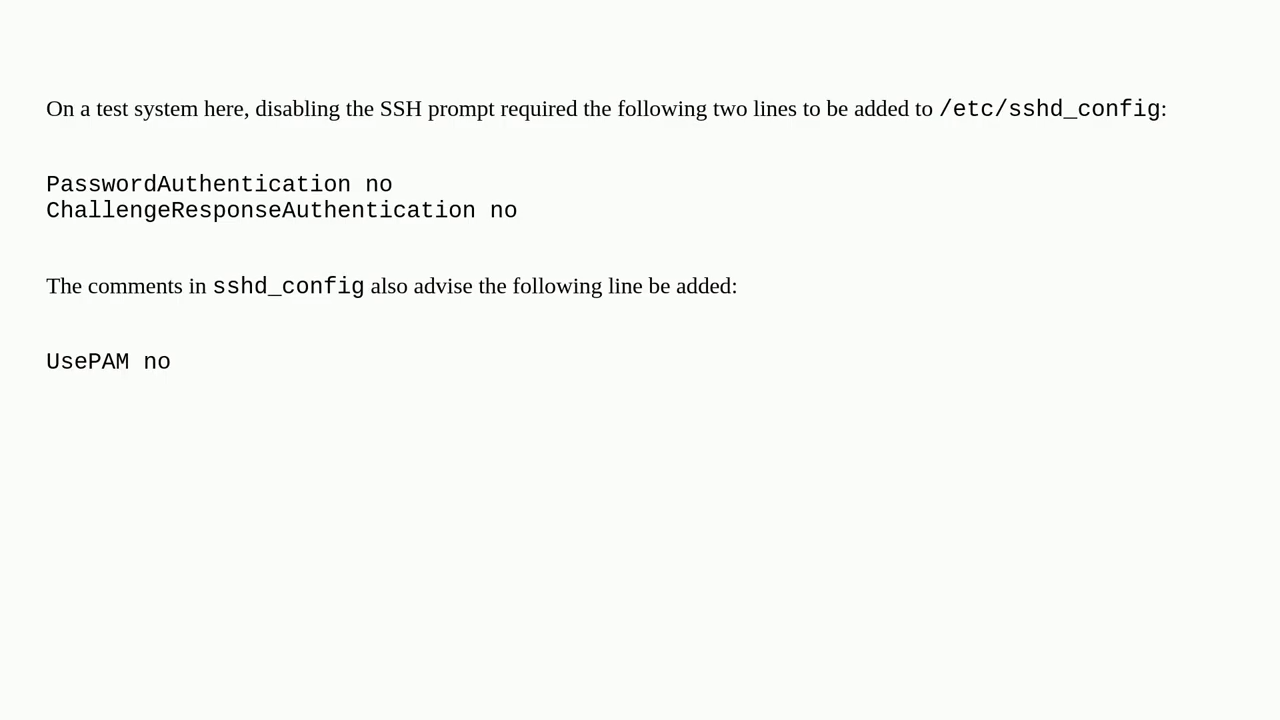 On a test system here, disabling the SSH prompt required the following two lines to be added to /etc/sshd_config:
PasswordAuthentication no
ChallengeResponseAuthentication no
The comments in sshd_config also advise the following line be added:
UsePAM no